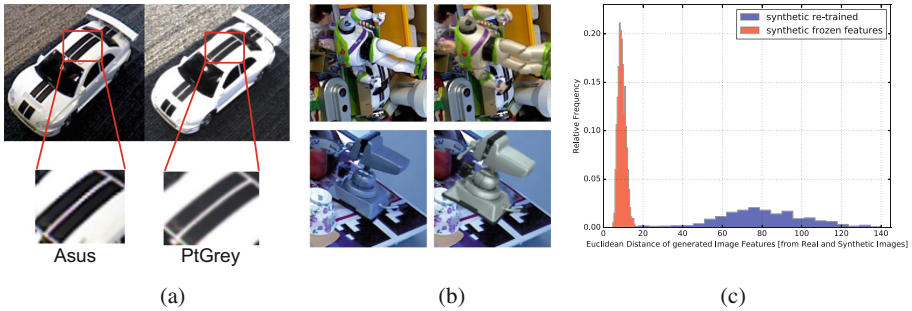 Asus
PtGrey
(a)
(b)
synthetic re-trained
synthetic frozen features
Relative Frequency
0.20
0.15
0.10
0.05
0.00
0 20 40 60 80 100 120 140
Euclidean Distance of generated Image Features [from Real and Synthetic Images]
(c)